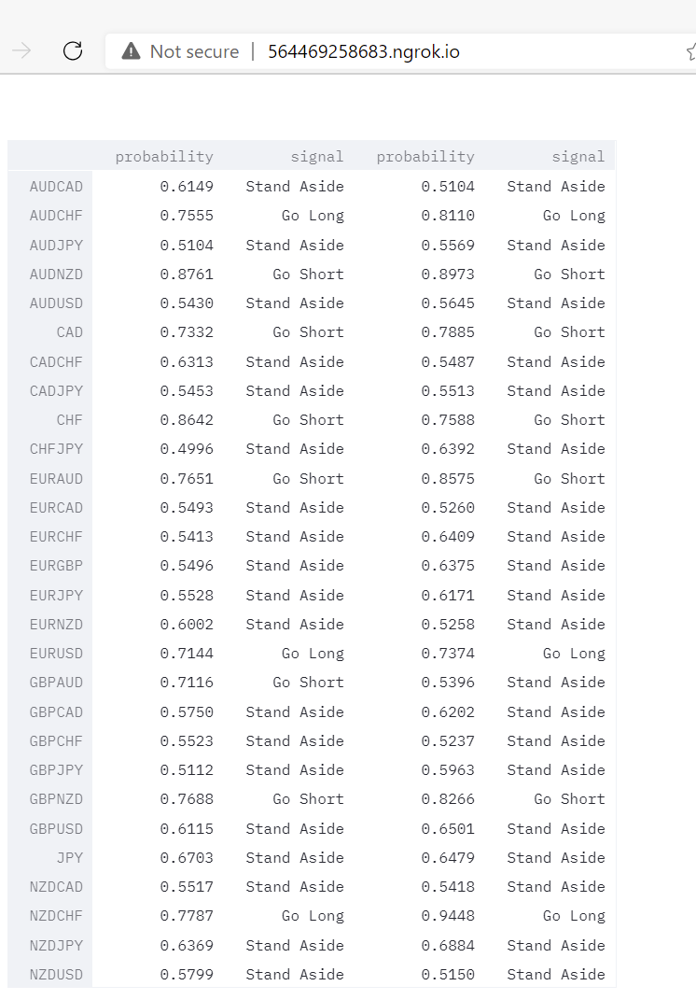 Not secure | 564469258683.ngrok.io
probability signal probability signal
AUDCAD 0.6149 Stand Aside 0.5104 Stand Aside
AUDCHF 0.7555 Go Long 0.8110 Go Long
AUDJPY 0.5104 Stand Aside 0.5569 Stand Aside
AUDNZD 0.8761 Go Short 0.8973 Go Short
AUDUSD 0.5430 Stand Aside 0.5645 Stand Aside
CAD 0.7332 Go Short 0.7885 Go Short
CADCHF 0.6313 Stand Aside 0.5487 Stand Aside
CADJPY 0.5453 Stand Aside 0.5513 Stand Aside
CHF 0.8642 Go Short 0.7588 Go Short
CHFJPY 0.4996 Stand Aside 0.6392 Stand Aside
EURAUD 0.7651 Go Short 0.8575 Go Short
EURCAD 0.5493 Stand Aside 0.5260 Stand Aside
EURCHF 0.5413 Stand Aside 0.6409 Stand Aside
EURGBP 0.5496 Stand Aside 0.6375 Stand Aside
EURJPY 0.5528 Stand Aside 0.6171 Stand Aside
EURNZD 0.6002 Stand Aside 0.5258 Stand Aside
EURUSD 0.7144 Go Long 0.7374 Go Long
GBPAUD 0.7116 Go Short 0.5396 Stand Aside
GBPCAD 0.5750 Stand Aside 0.6202 Stand Aside
GBPCHF 0.5523 Stand Aside 0.5237 Stand Aside
GBPJPY 0.5112 Stand Aside 0.5963 Stand Aside
GBPNZD 0.7688 Go Short 0.8266 Go Short
GBPUSD 0.6115 Stand Aside 0.6501 Stand Aside
JPY 0.6703 Stand Aside 0.6479 Stand Aside
NZDCAD 0.5517 Stand Aside 0.5418 Stand Aside
NZDCHF 0.7787 Go Long 0.9448 Go Long
NZDJPY 0.6369 Stand Aside 0.6884 Stand Aside
NZDUSD 0.5799 Stand Aside 0.5150 Stand Aside